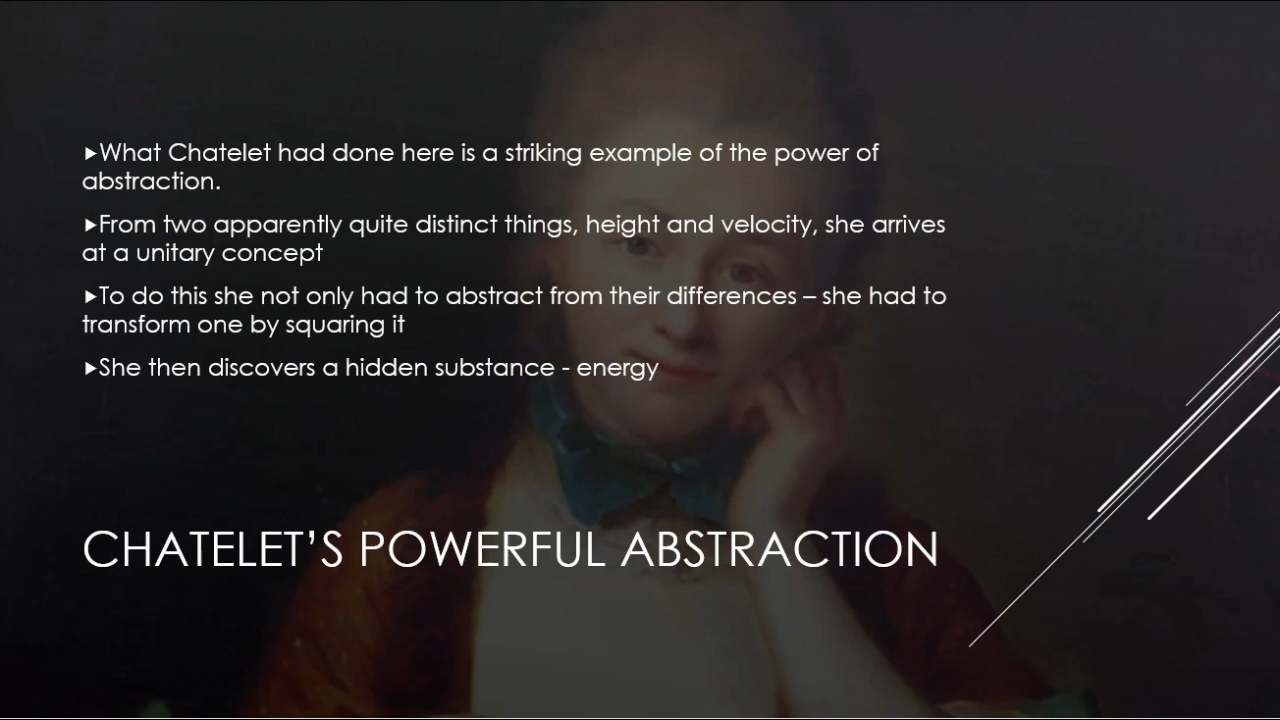 ▸What Chatelet had done here is a striking example of the power of
abstraction.
▸From two apparently quite distinct things, height and velocity, she arrives
at a unitary concept
▸To do this she not only had to abstract from their differences – she had to
transform one by squaring it
▸She then discovers a hidden substance - energy
CHATELET’S POWERFUL ABSTRACTION